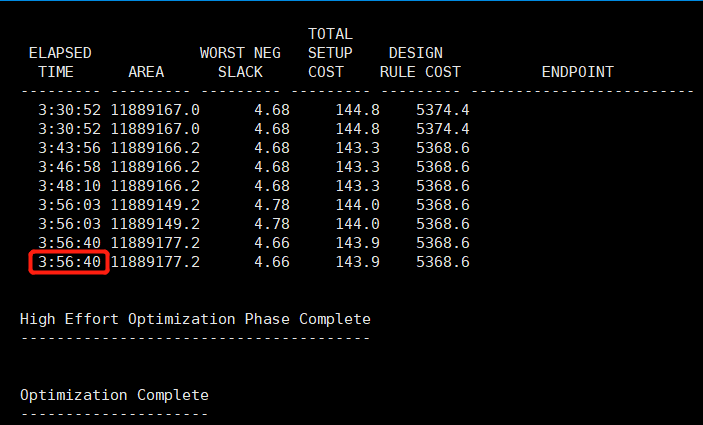 TOTAL
 ELAPSED            WORST NEG   SETUP    DESIGN
  TIME      AREA      SLACK     COST    RULE COST         ENDPOINT
--------- --------- --------- --------- --------- -------------------------
  3:30:52 11889167.0      4.68     144.8    5374.4
  3:30:52 11889167.0      4.68     144.8    5374.4
  3:43:56 11889166.2      4.68     143.3    5368.6
  3:46:58 11889166.2      4.68     143.3    5368.6
  3:48:10 11889166.2      4.68     143.3    5368.6
  3:56:03 11889149.2      4.78     144.0    5368.6
  3:56:03 11889149.2      4.78     144.0    5368.6
  3:56:40 11889177.2      4.66     143.9    5368.6
  3:56:40 11889177.2      4.66     143.9    5368.6
High Effort Optimization Phase Complete
---------------------------------------
Optimization Complete
---------------------